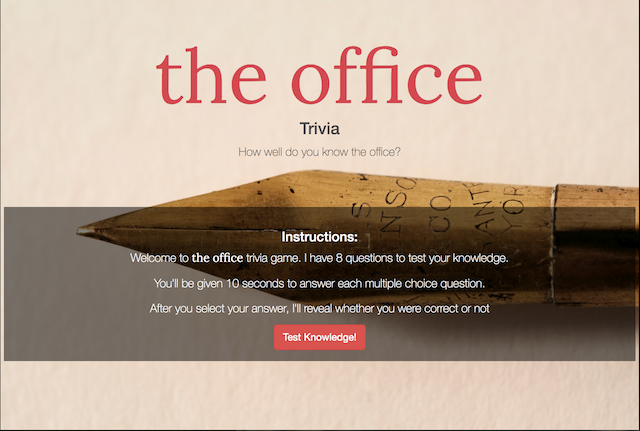 the office
Trivia
How well do you know the office?
Instructions:
Welcome to the office trivia game. I have 8 questions to test your knowledge.
You'll be given 10 seconds to answer each multiple choice question.
After you select your answer, I'll reveal whether you were correct or not
Test Knowledge!
CO